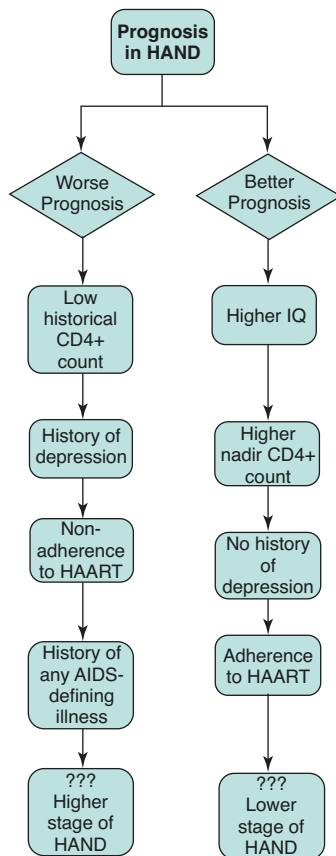 Prognosis
in HAND
Worse
Prognosis
Better
Prognosis
Low
historical
CD4+
count
Higher IQ
History of
depression
Higher
nadir CD4+
count
Non-
adherence
to HAART
No history
of
depression
History of
any AIDS-
defining
illness
Adherence
to HAART
???
Higher
stage of
HAND
???
Lower
stage of
HAND